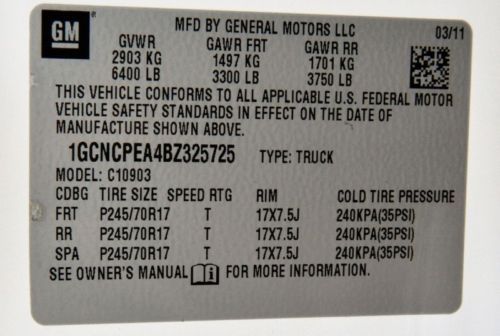 GM
MFD BY GENERAL MOTORS LLC
03/11
GVWR GAWR FRT GAWR RR
2903 KG 1497 KG 1701 KG
6400 LB 3300 LB 3750 LB
THIS VEHICLE CONFORMS TO ALL APPLICABLE U.S. FEDERAL MOTOR
VEHICLE SAFETY STANDARDS IN EFFECT ON THE DATE OF
MANUFACTURE SHOWN ABOVE.
1GCNCPEA4BZ325725 TYPE: TRUCK
MODEL: C10903
CDBG TIRE SIZE SPEED RTG RIM COLD TIRE PRESSURE
FRT P245/70R17 T 17X7.5J 240KPA(35PSI)
RR P245/70R17 T 17X7.5J 240KPA(35PSI)
SPA P245/70R17 T 17X7.5J 240KPA(35PSI)
SEE OWNER'S MANUAL i FOR MORE INFORMATION.